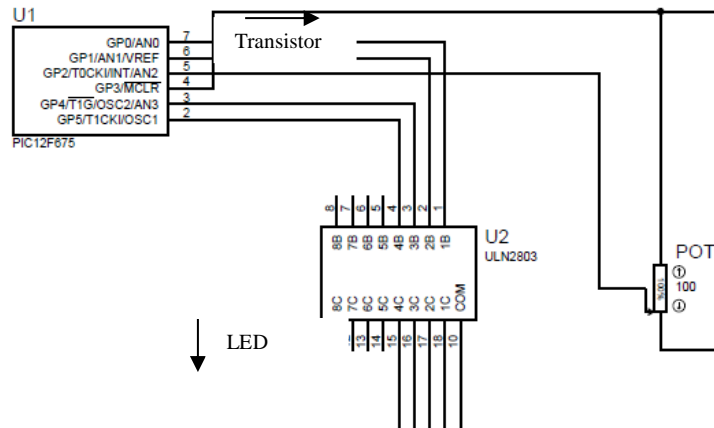 U1
GP0/AN0 7
GP1/AN1/VREF 6
GP2/T0CKI/INT/AN2 5
GP3/MCLR 4
GP4/T1G/OSC2/AN3 3
GP5/T1CKI/OSC1 2
PIC12F675
Transistor
8 7 6 5 4 3 2 1
8B 7B 6B 5B 4B 3B 2B 1B
U2
ULN2803
8C 7C 6C 5C 4C 3C 2C 1C COM
13 14 15 16 17 18 10
LED
POT
100%
100